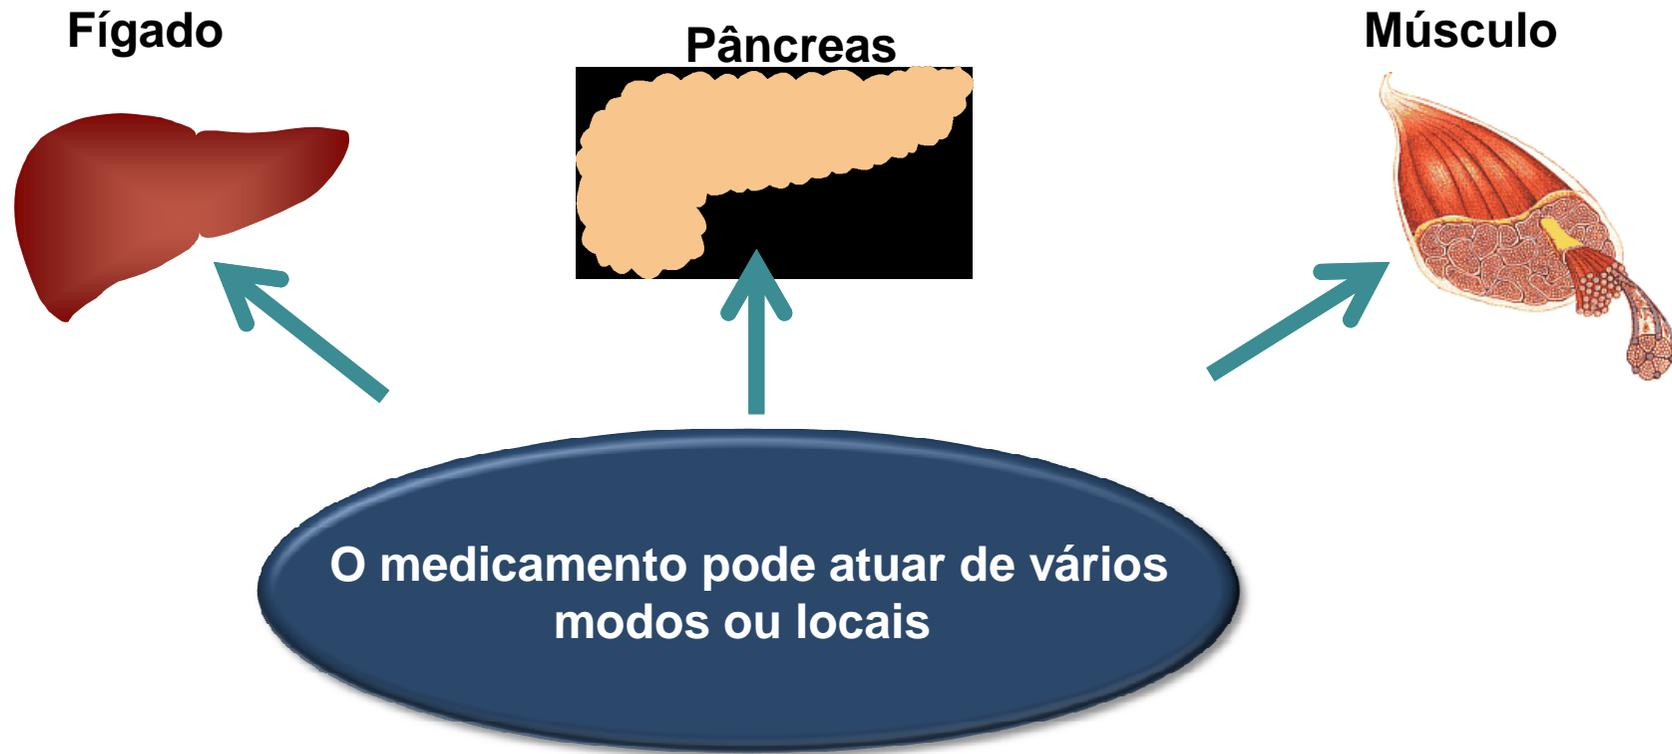 Fígado
Pâncreas
Músculo
O medicamento pode atuar de vários
modos ou locais